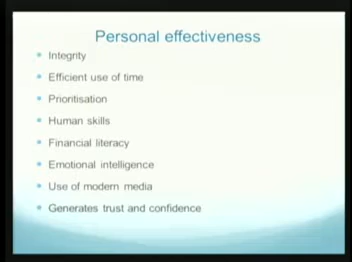 Personal effectiveness
Integrity
Efficient use of time
Prioritisation
Human skills
Financial literacy
Emotional intelligence
Use of modern media
Generates trust and confidence